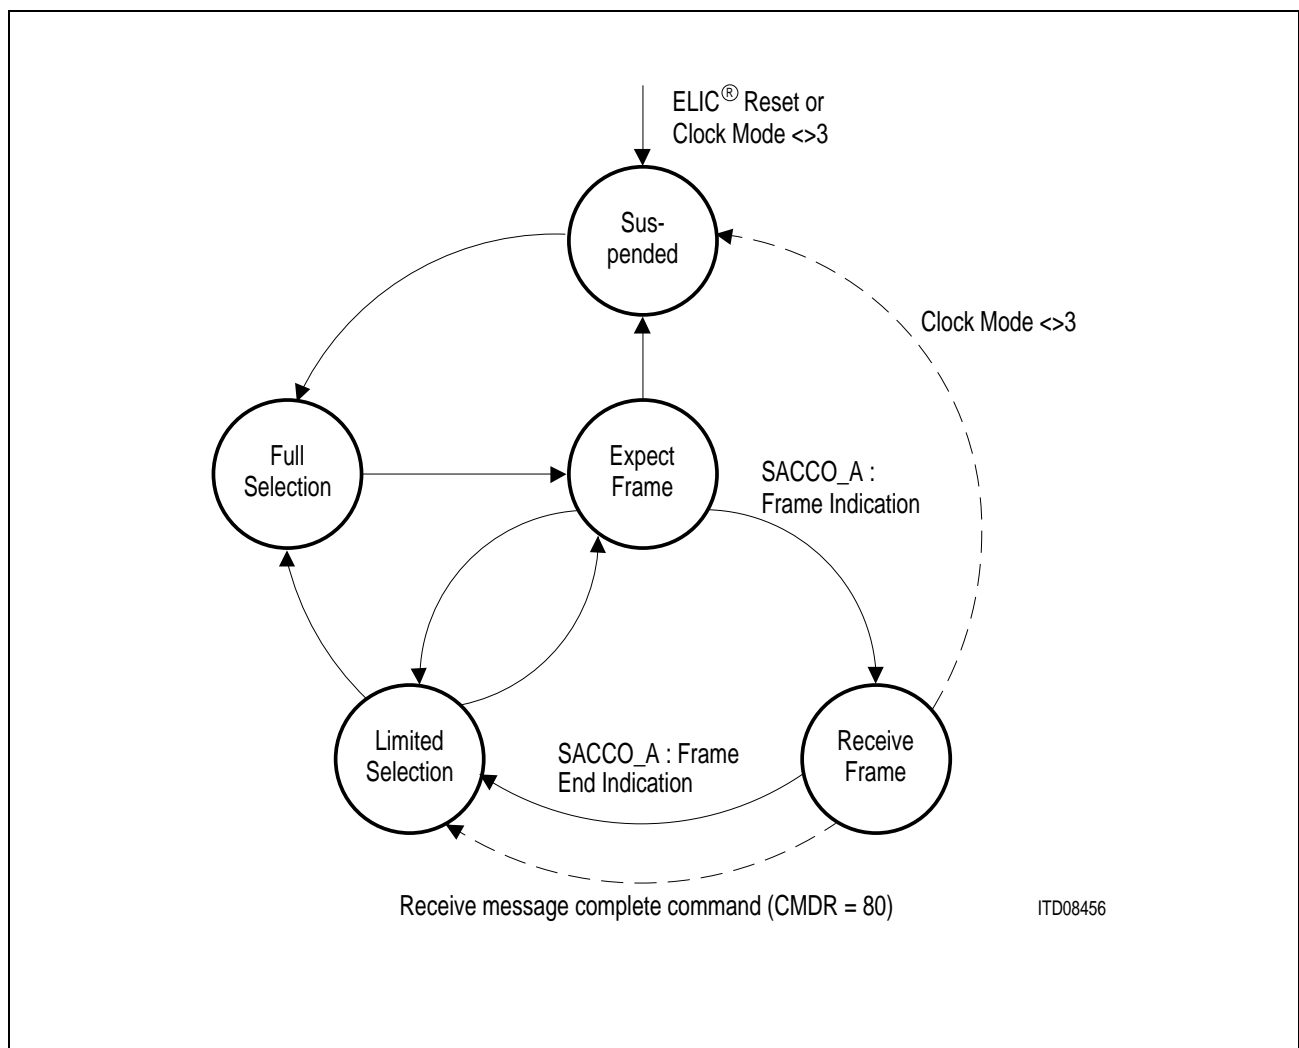 ELIC® Reset or
Clock Mode <>3
Sus-
pended
Clock Mode <>3
Full
Selection
Expect
Frame
SACCO_A :
Frame Indication
Limited
Selection
SACCO_A : Frame
End Indication
Receive
Frame
Receive message complete command (CMDR = 80)
ITD08456